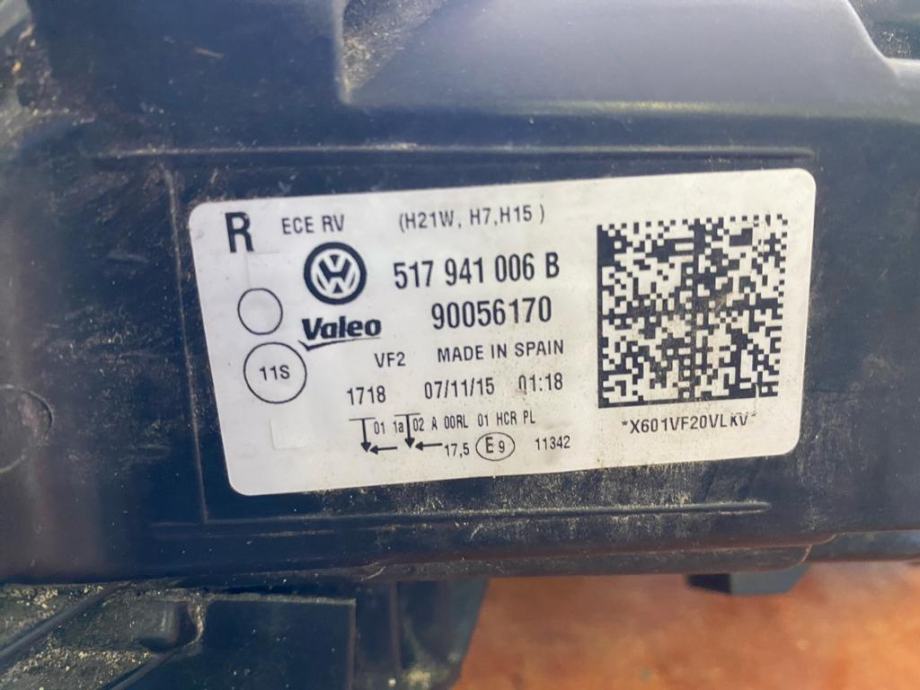 R ECE RV (H21W, H7,H15 )
VW
517 941 006 B
Valeo 90056170
11S
VF2 MADE IN SPAIN
1718 07/11/15 01:18
01 1a 02 A 00RL 01 HCR PL
17,5 E9 11342
*X601VF20VLKV*